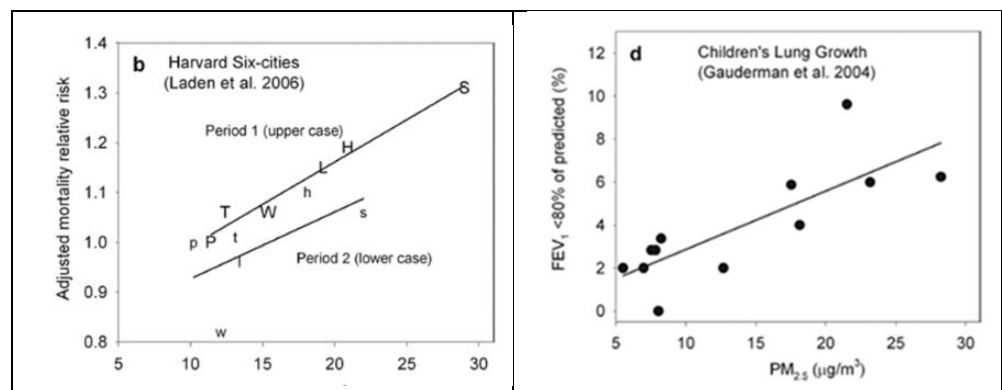 b Harvard Six-cities
(Laden et al. 2006)
Period 1 (upper case)
Period 2 (lower case)
Adjusted mortality relative risk
1.4
1.3
1.2
1.1
1.0
0.9
0.8
5 10 15 20 25 30
S
H
L
h
T W
s
p P t
l
w
d Children's Lung Growth
(Gauderman et al. 2004)
FEV₁ <80% of predicted (%)
12
10
8
6
4
2
0
5 10 15 20 25 30
PM₂.₅ (μg/m³)